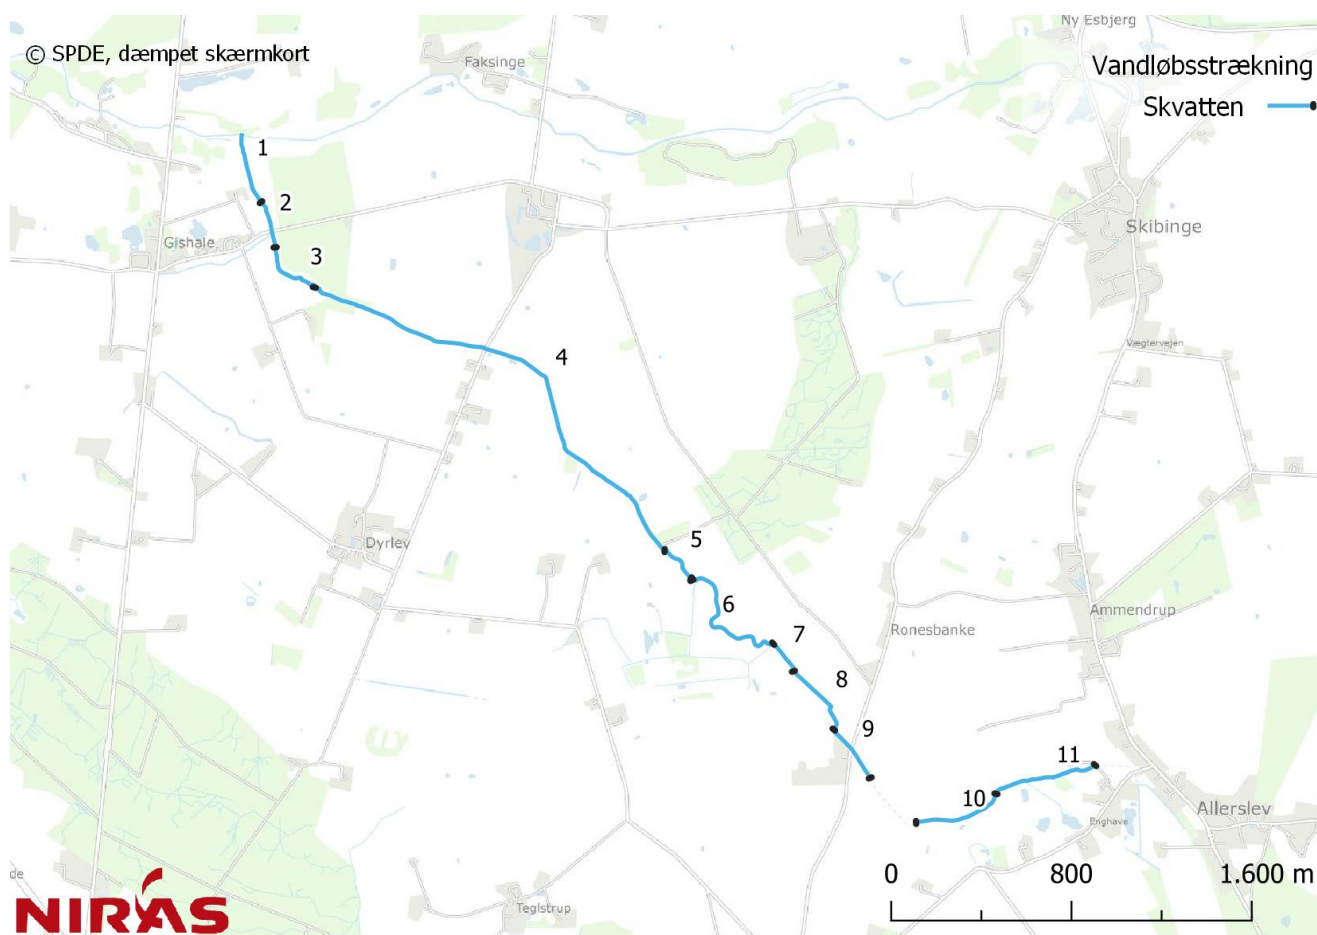 Ny Esbjerg
© SPDE, dæmpet skærmkort
Faksinge
Vandløbsstrækning
Skvatten
1
2
Skibinge
Gishale
3
Vægtervejen
4
5
Dyrlev
6
Ammendrup
7
Ronesbanke
8
9
11
10
Allerslev
Enghave
de
0 800 1.600 m
Teglstrup
NIRAS